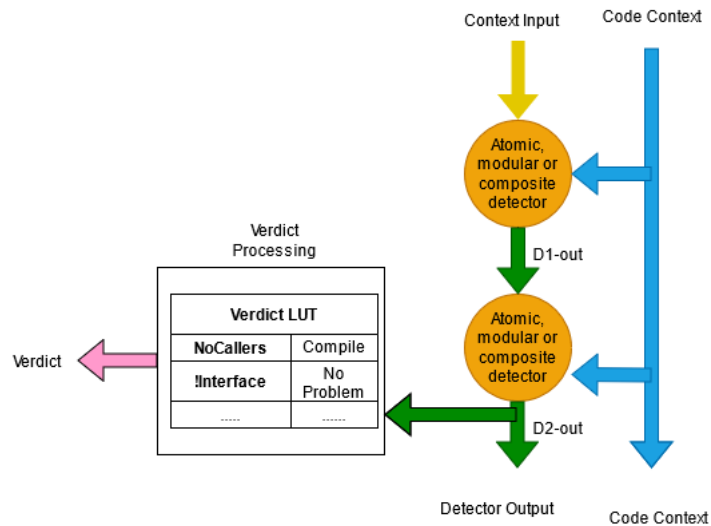 Context Input
Code Context
Atomic,
modular or
composite
detector
D1-out
Verdict
Processing
Verdict LUT
NoCallers Compile
!Interface No
Problem
..... ......
Verdict
Atomic,
modular or
composite
detector
D2-out
Detector Output
Code Context